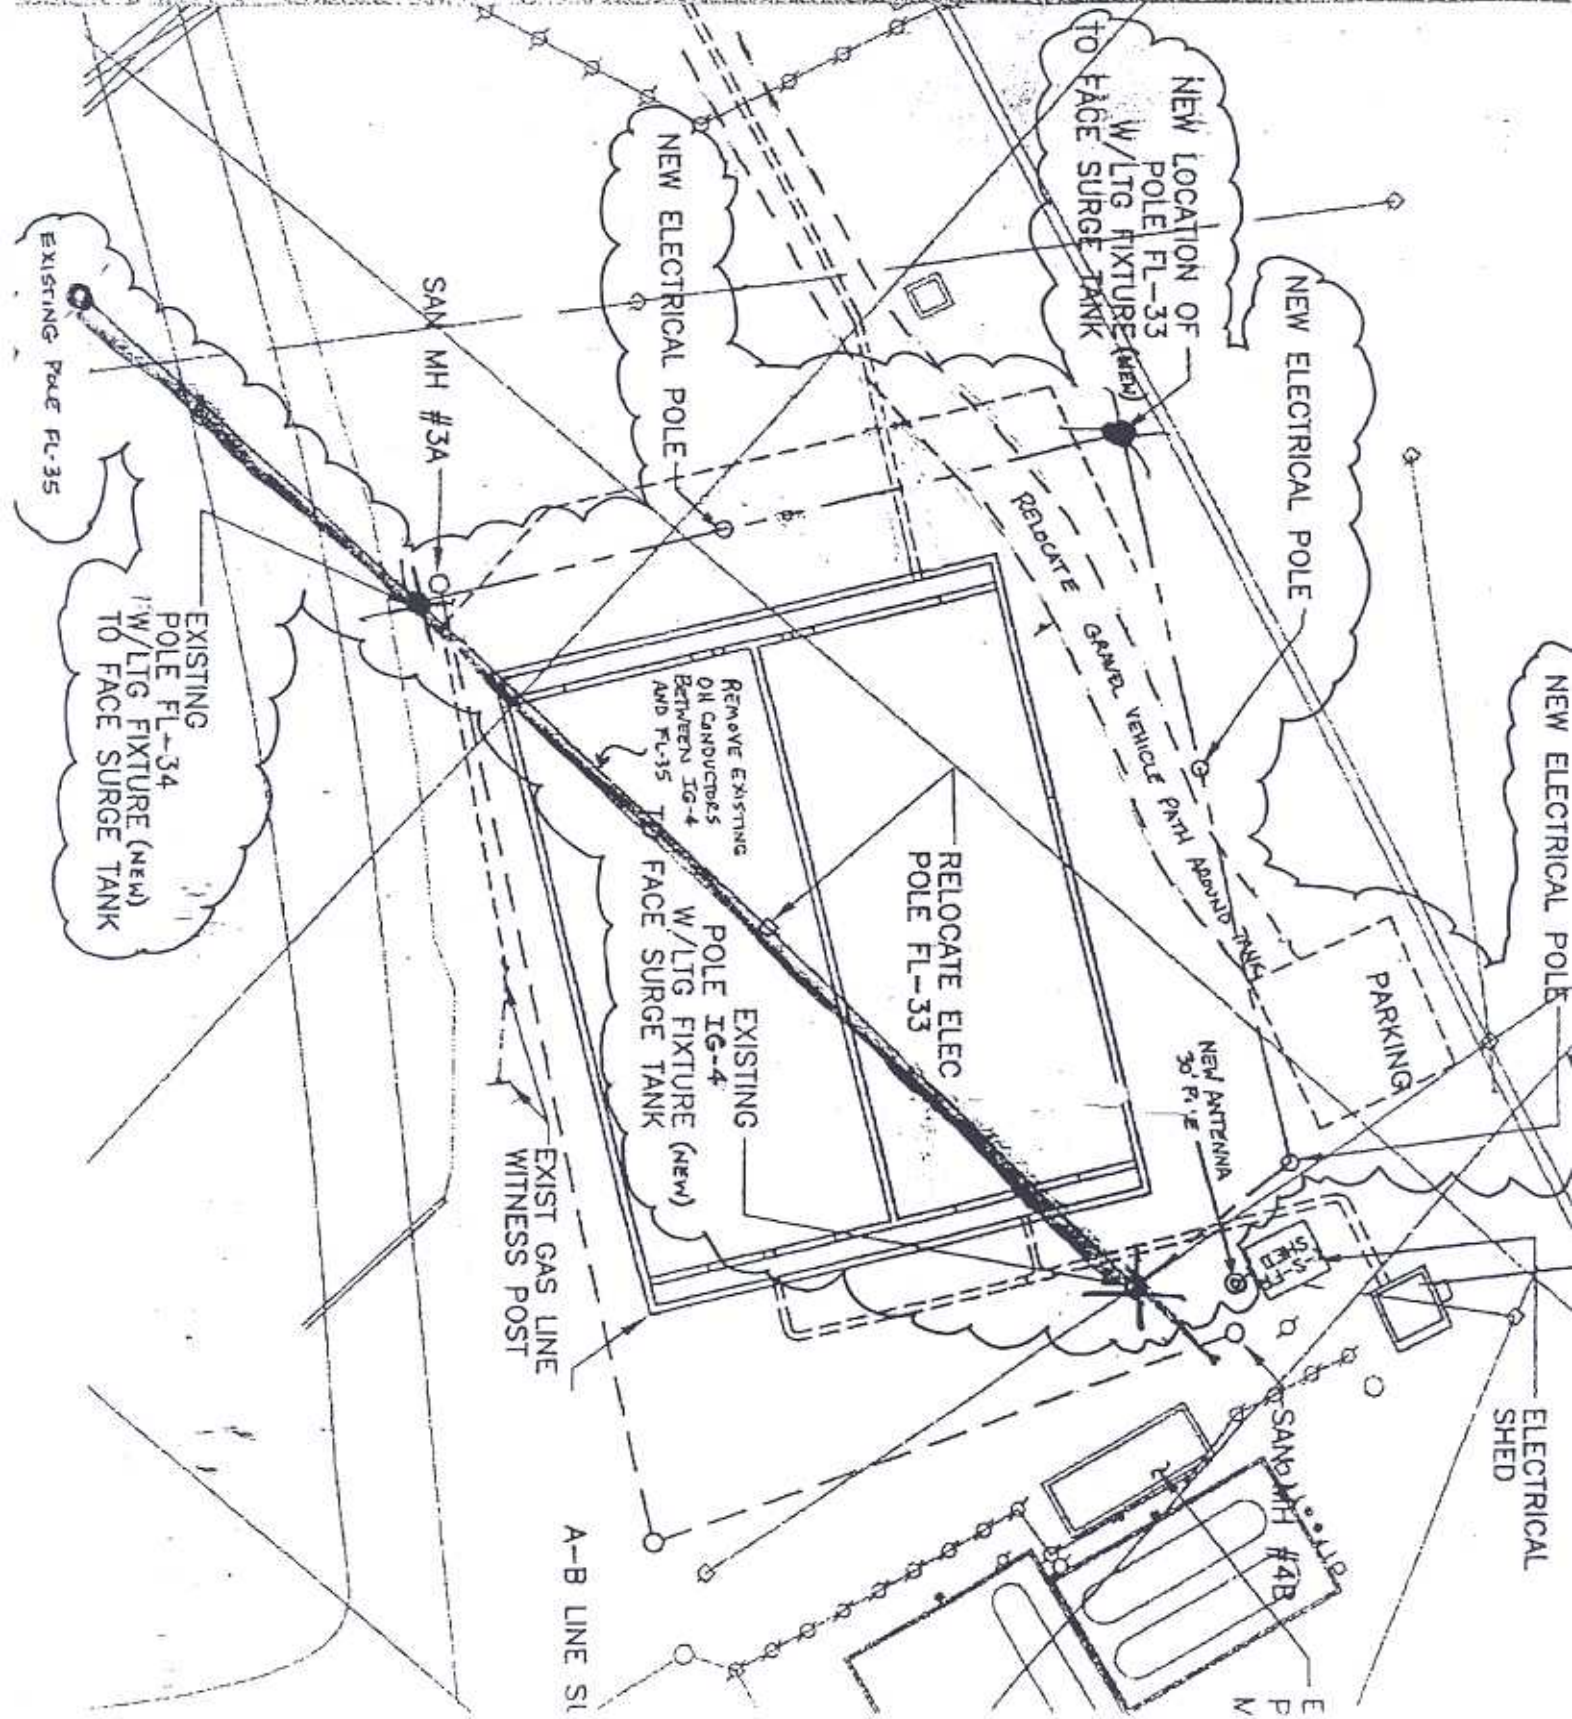 NEW LOCATION OF
POLE FL-33
W/LTG FIXTURE (NEW)
TO FACE SURGE TANK
NEW ELECTRICAL POLE
NEW ELECTRICAL POLE
NEW ELECTRICAL POLE
EXISTING POLE FL-35
SAN MH #3A
EXISTING
POLE FL-34
W/LTG FIXTURE (NEW)
TO FACE SURGE TANK
RELOCATE GRAVEL VEHICLE PATH AROUND TANK
PARKING
REMOVE EXISTING
OH CONDUCTORS
BETWEEN IG-4
AND FL-35
RELOCATE ELEC
POLE FL-33
EXISTING
POLE IG-4
W/LTG FIXTURE (NEW)
FACE SURGE TANK
NEW ANTENNA
30'
EXIST GAS LINE
WITNESS POST
SHED
ELECTRICAL
SHED
SAN MH #4B
A-B LINE
E
P